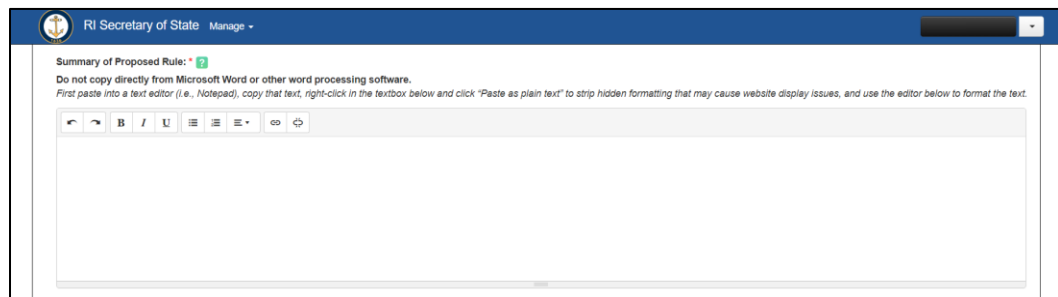 RI Secretary of State Manage
Summary of Proposed Rule: * ?
Do not copy directly from Microsoft Word or other word processing software.
First paste into a text editor (i.e., Notepad), copy that text, right-click in the textbox below and click "Paste as plain text" to strip hidden formatting that may cause website display issues, and use the editor below to format the text.
B I U